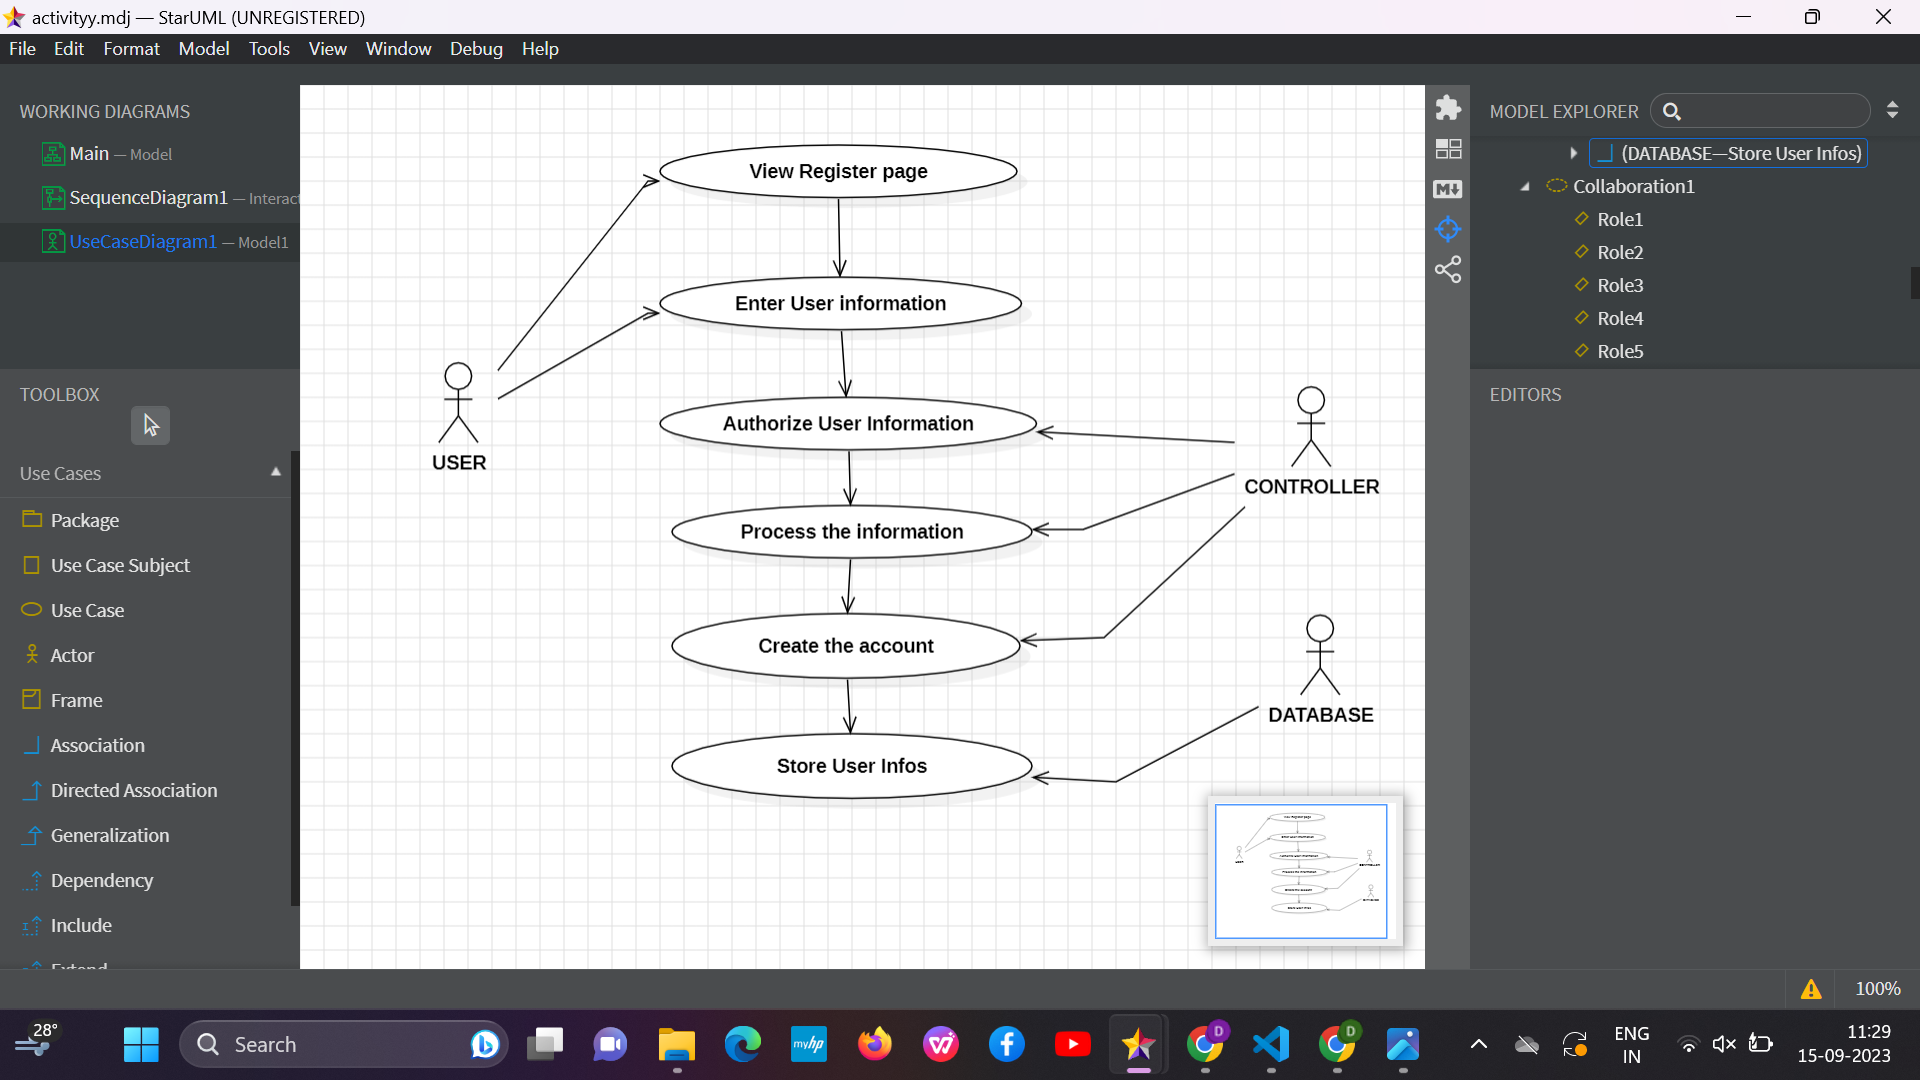 activityy.mdj — StarUML (UNREGISTERED)
File Edit Format Model Tools View Window Debug Help
WORKING DIAGRAMS
Main — Model
SequenceDiagram1 — Interact
UseCaseDiagram1 — Model1
TOOLBOX
Use Cases
Package
Use Case Subject
Use Case
Actor
Frame
Association
Directed Association
Generalization
Dependency
Include
Extend
View Register page
Enter User information
Authorize User Information
Process the information
Create the account
Store User Infos
USER
CONTROLLER
DATABASE
MODEL EXPLORER
(DATABASE—Store User Infos)
Collaboration1
Role1
Role2
Role3
Role4
Role5
EDITORS
100%
28°
Search
myhp
D
D
ENG
IN
11:29
15-09-2023